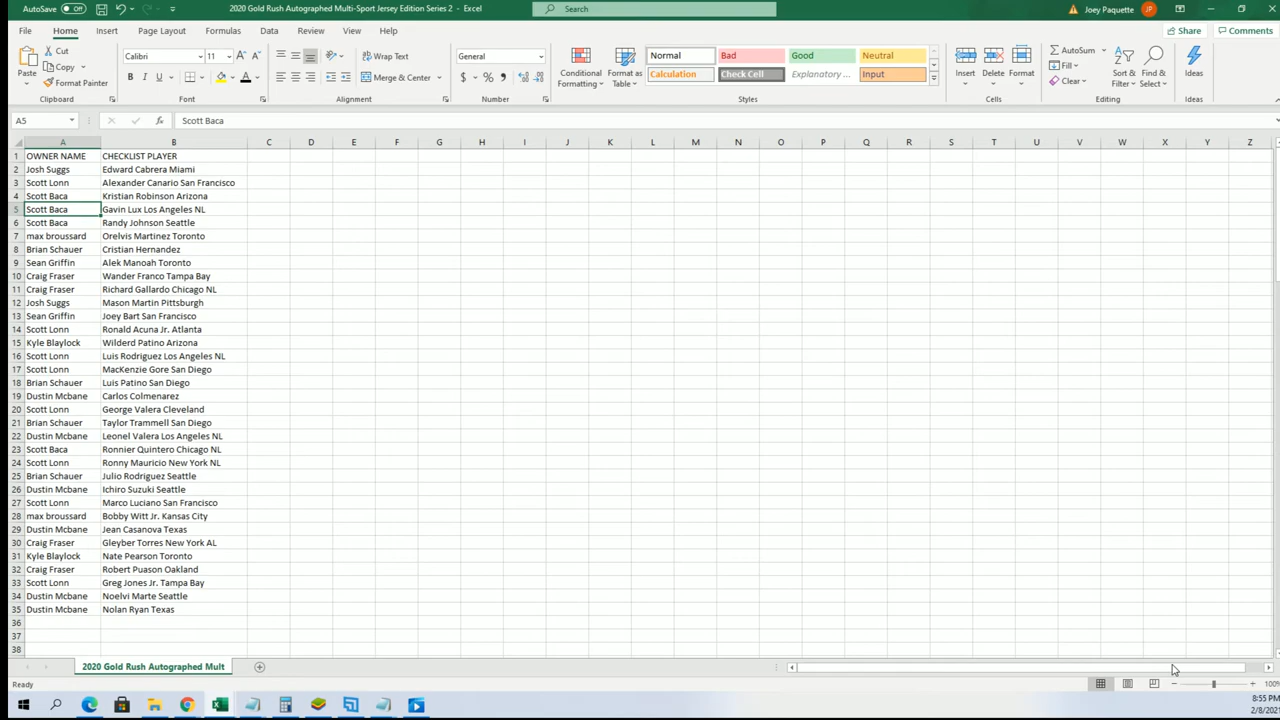 AutoSave Off 2020 Gold Rush Autographed Multi-Sport Jersey Edition Series 2 - Excel Search Joey Paquette JP
File Home Insert Page Layout Formulas Data Review View Help Share Comments
Cut Calibri 11 Wrap Text General Normal Bad Good Neutral AutoSum
Copy Fill
Paste Format Painter Merge & Center Conditional Formatting Format as Table Calculation Check Cell Explanatory ... Input Insert Delete Format Clear Sort & Filter Find & Select Ideas
Clipboard Font Alignment Number Styles Cells Editing Ideas
A5 fx Scott Baca
A B C D E F G H I J K L M N O P Q R S T U V W X Y Z
1 OWNER NAME CHECKLIST PLAYER
2 Josh Suggs Edward Cabrera Miami
3 Scott Lonn Alexander Canario San Francisco
4 Scott Baca Kristian Robinson Arizona
5 Scott Baca Gavin Lux Los Angeles NL
6 Scott Baca Randy Johnson Seattle
7 max broussard Orelvis Martinez Toronto
8 Brian Schauer Cristian Hernandez
9 Sean Griffin Alek Manoah Toronto
10 Craig Fraser Wander Franco Tampa Bay
11 Craig Fraser Richard Gallardo Chicago NL
12 Josh Suggs Mason Martin Pittsburgh
13 Sean Griffin Joey Bart San Francisco
14 Scott Lonn Ronald Acuna Jr. Atlanta
15 Kyle Blaylock Wilderd Patino Arizona
16 Scott Lonn Luis Rodriguez Los Angeles NL
17 Scott Lonn MacKenzie Gore San Diego
18 Brian Schauer Luis Patino San Diego
19 Dustin Mcbane Carlos Colmenarez
20 Scott Lonn George Valera Cleveland
21 Brian Schauer Taylor Trammell San Diego
22 Dustin Mcbane Leonel Valera Los Angeles NL
23 Scott Baca Ronnier Quintero Chicago NL
24 Scott Lonn Ronny Mauricio New York NL
25 Brian Schauer Julio Rodriguez Seattle
26 Dustin Mcbane Ichiro Suzuki Seattle
27 Scott Lonn Marco Luciano San Francisco
28 max broussard Bobby Witt Jr. Kansas City
29 Dustin Mcbane Jean Casanova Texas
30 Craig Fraser Gleyber Torres New York AL
31 Kyle Blaylock Nate Pearson Toronto
32 Craig Fraser Robert Puason Oakland
33 Scott Lonn Greg Jones Jr. Tampa Bay
34 Dustin Mcbane Noelvi Marte Seattle
35 Dustin Mcbane Nolan Ryan Texas
36
37
38
2020 Gold Rush Autographed Mult
Ready 100%
8:55 PM
2/8/2021